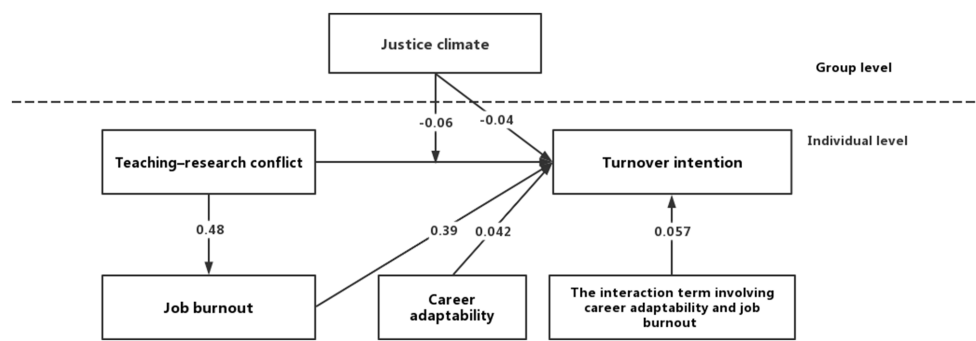 Justice climate
Group level
-0.06
-0.04
Individual level
Teaching–research conflict
Turnover intention
0.48
0.39
0.042
0.057
Job burnout
Career
adaptability
The interaction term involving
career adaptability and job
burnout